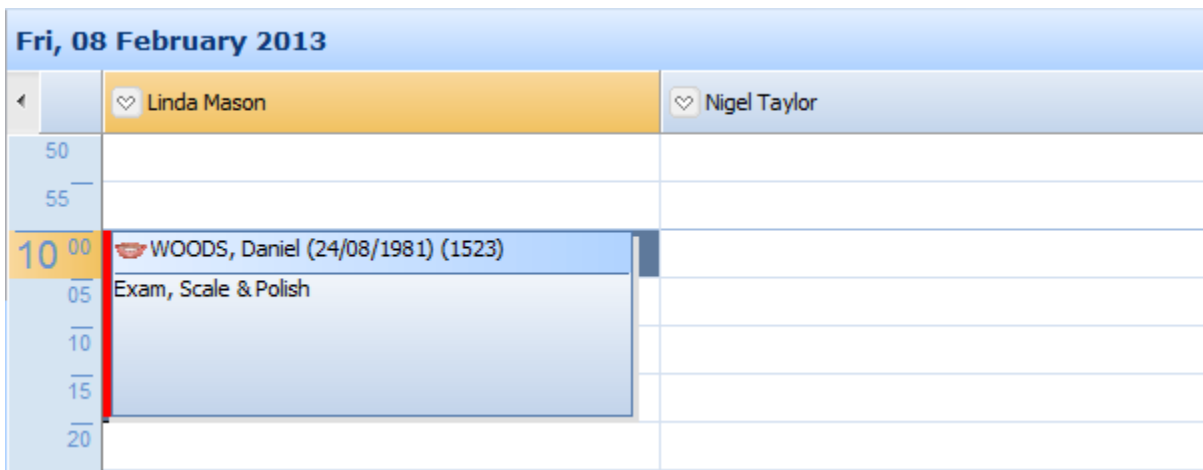 Fri, 08 February 2013
Linda Mason
Nigel Taylor
50
55
10 00
WOODS, Daniel (24/08/1981) (1523)
05
Exam, Scale & Polish
10
15
20